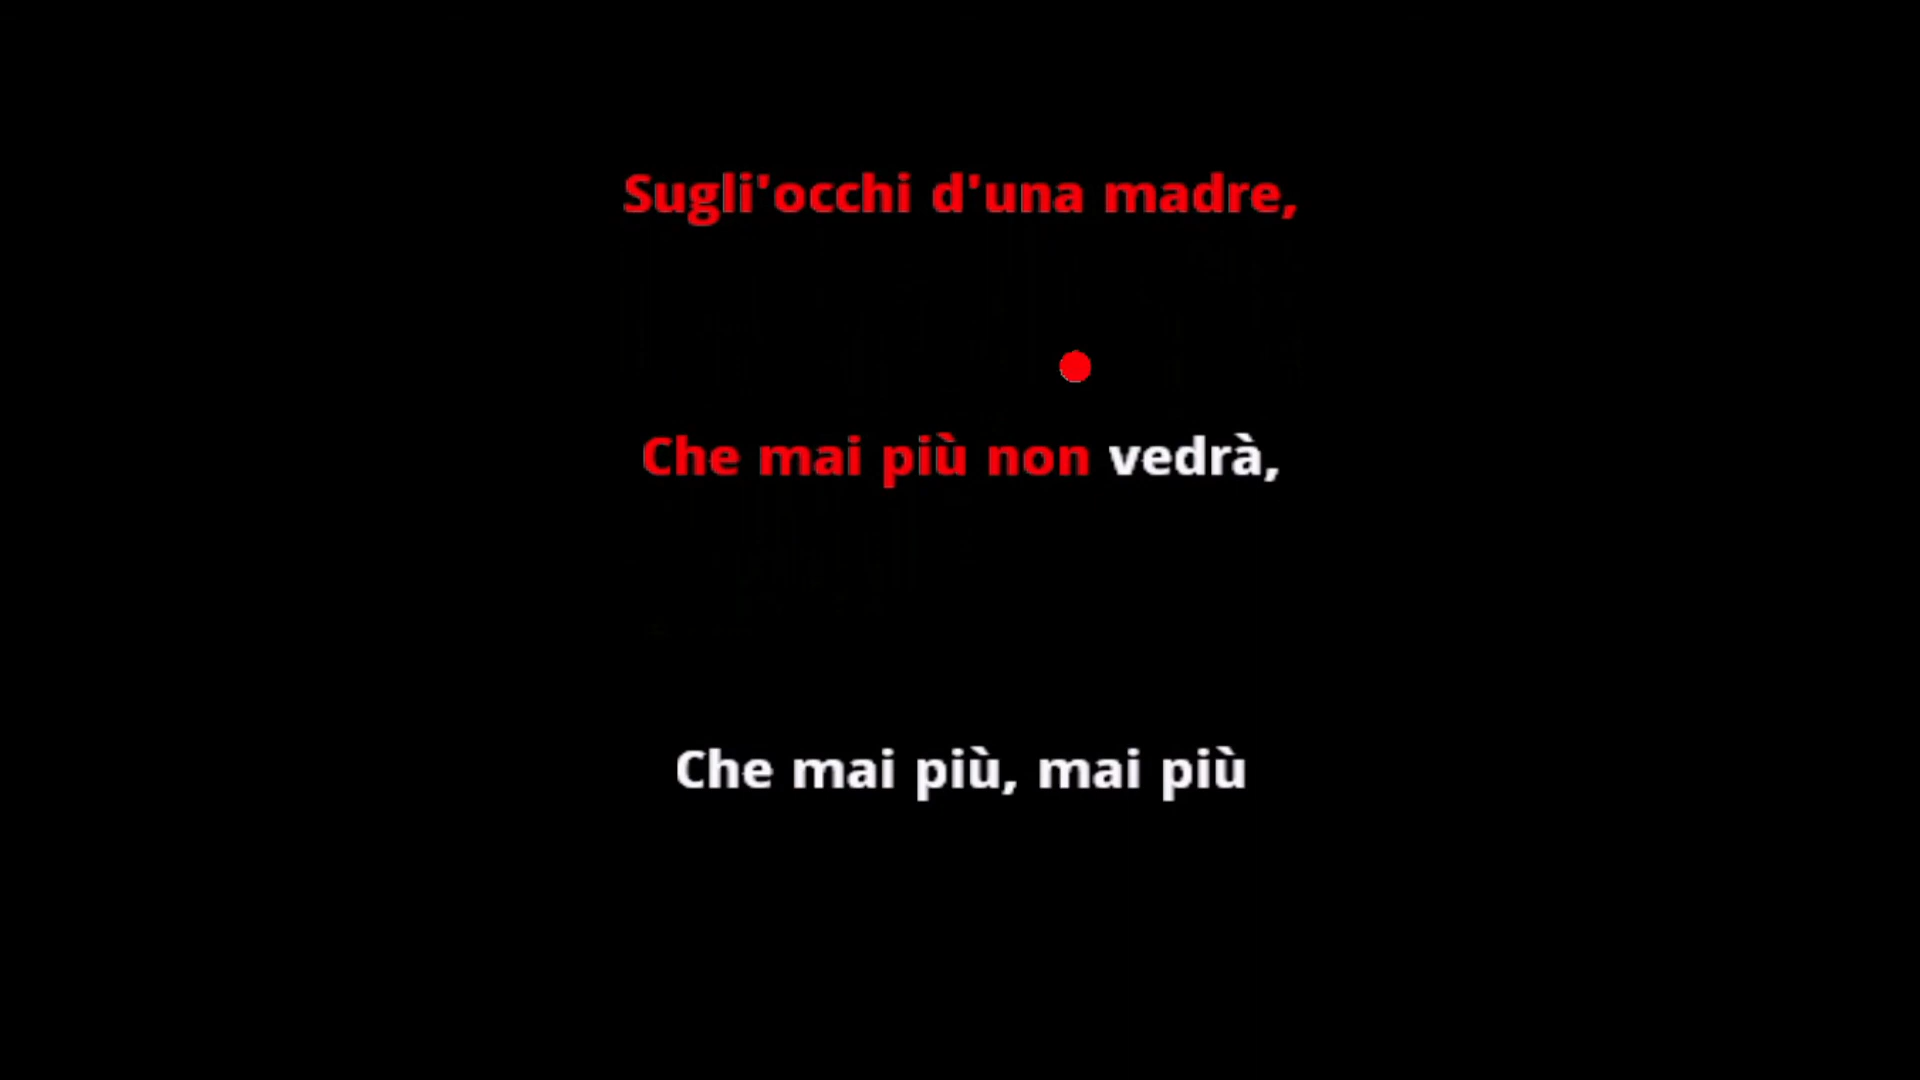 Sugli'occhi d'una madre,
Che mai più non vedrà,
Che mai più, mai più